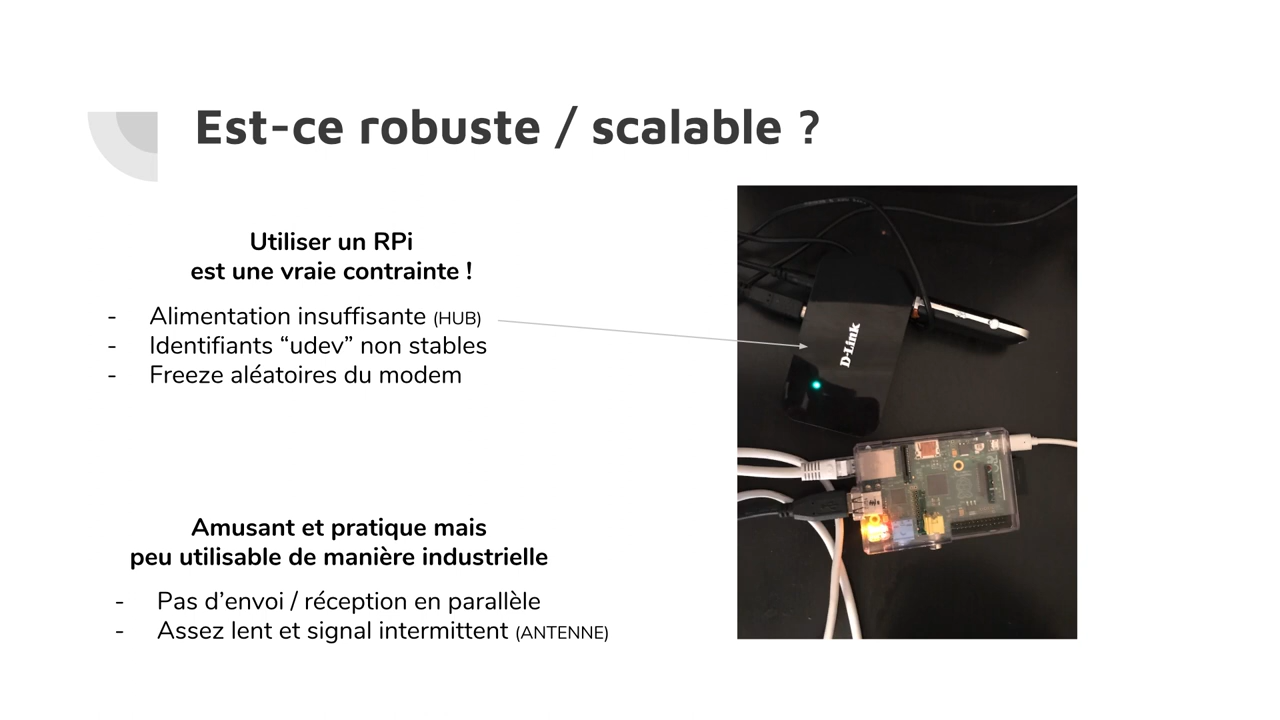 Est-ce robuste / scalable ?
Utiliser un RPi
est une vraie contrainte !
- Alimentation insuffisante (HUB)
- Identifiants “udev” non stables
- Freeze aléatoires du modem
D-Link
Amusant et pratique mais
peu utilisable de manière industrielle
- Pas d’envoi / réception en parallèle
- Assez lent et signal intermittent (ANTENNE)